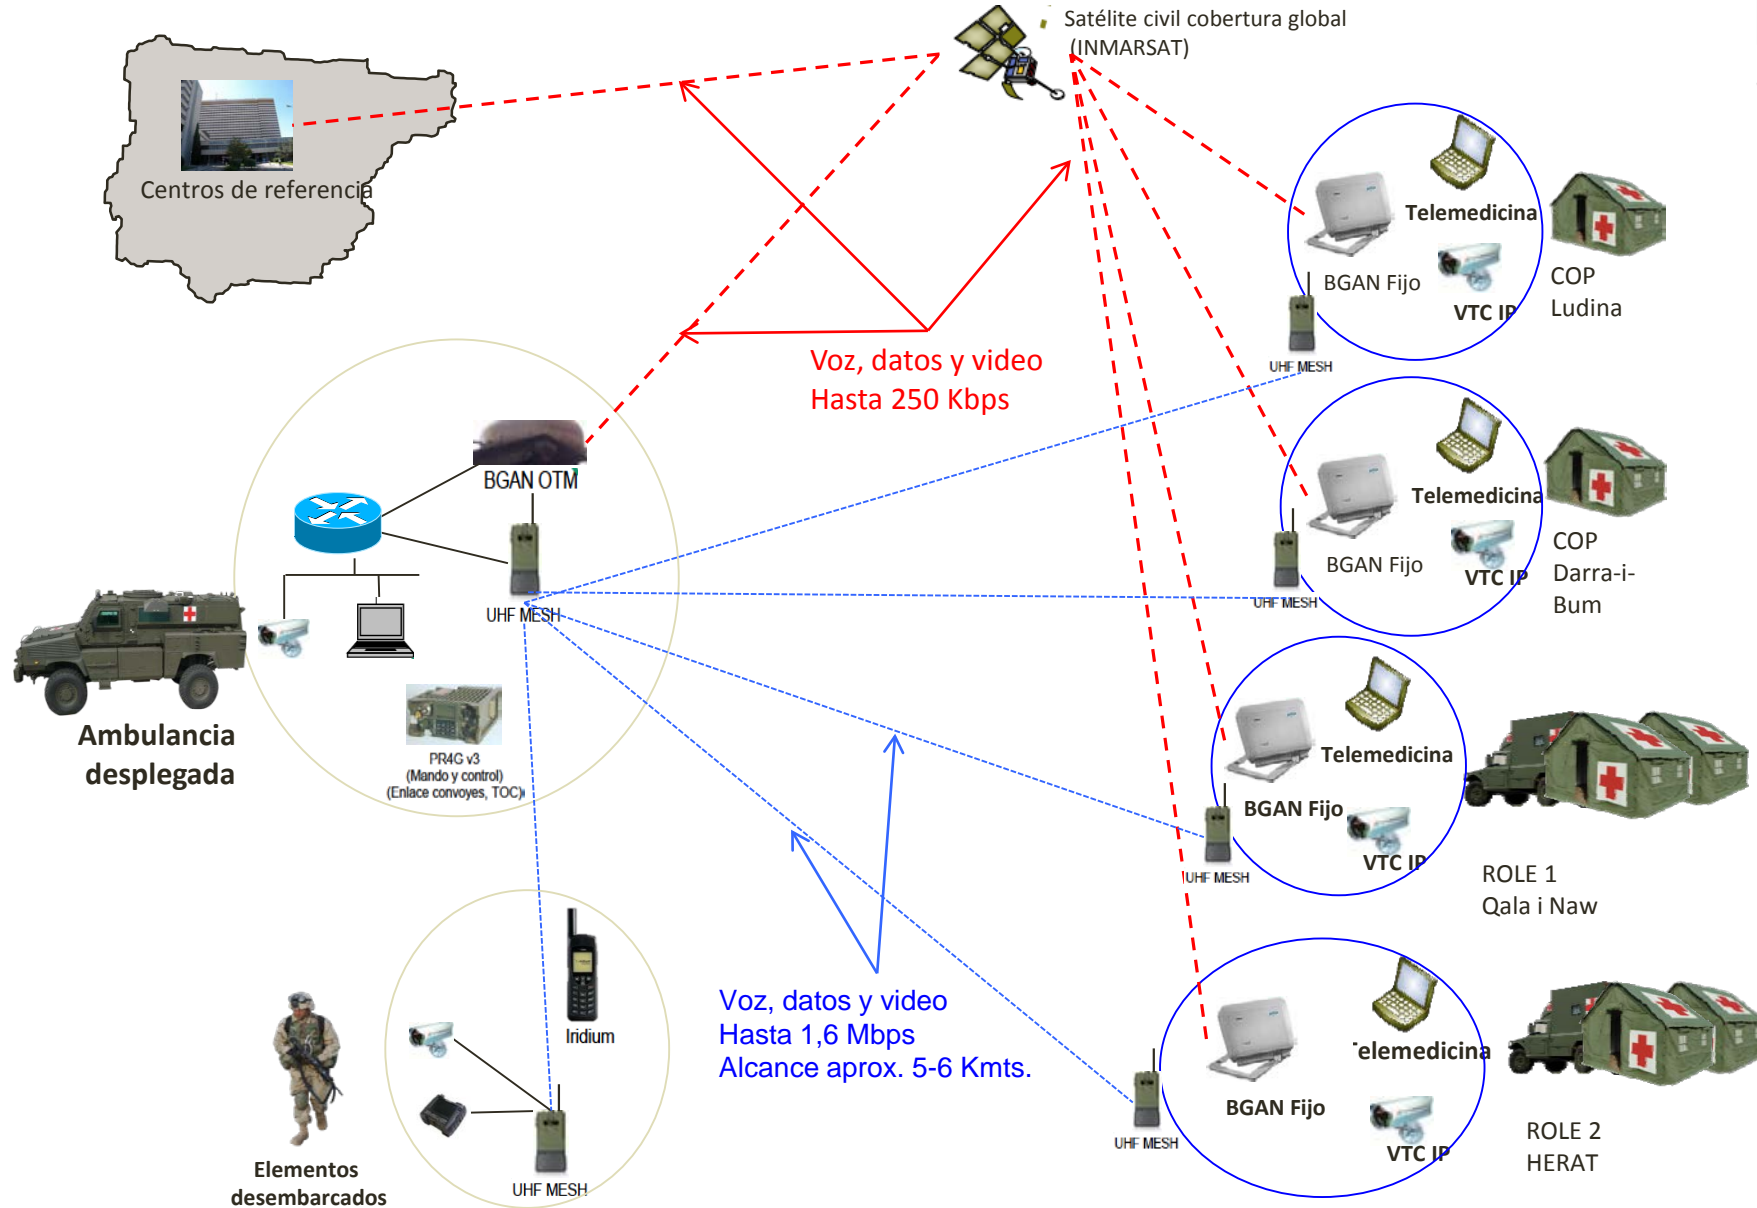 Satélite civil cobertura global
(INMARSAT)
Centros de referencia
Telemedicina
BGAN Fijo
VTC IP
COP
Ludina
UHF MESH
Voz, datos y video
Hasta 250 Kbps
BGAN OTM
UHF MESH
Telemedicina
BGAN Fijo
VTC IP
COP
Darra-i-
Bum
UHF MESH
Ambulancia
desplegada
PR4G v3
(Mando y control)
(Enlace convoyes, TOC)
Telemedicina
BGAN Fijo
VTC IP
UHF MESH
ROLE 1
Qala i Naw
Iridium
Voz, datos y video
Hasta 1,6 Mbps
Alcance aprox. 5-6 Kmts.
elemedicina
BGAN Fijo
VTC IP
UHF MESH
ROLE 2
HERAT
Elementos
desembarcados
UHF MESH